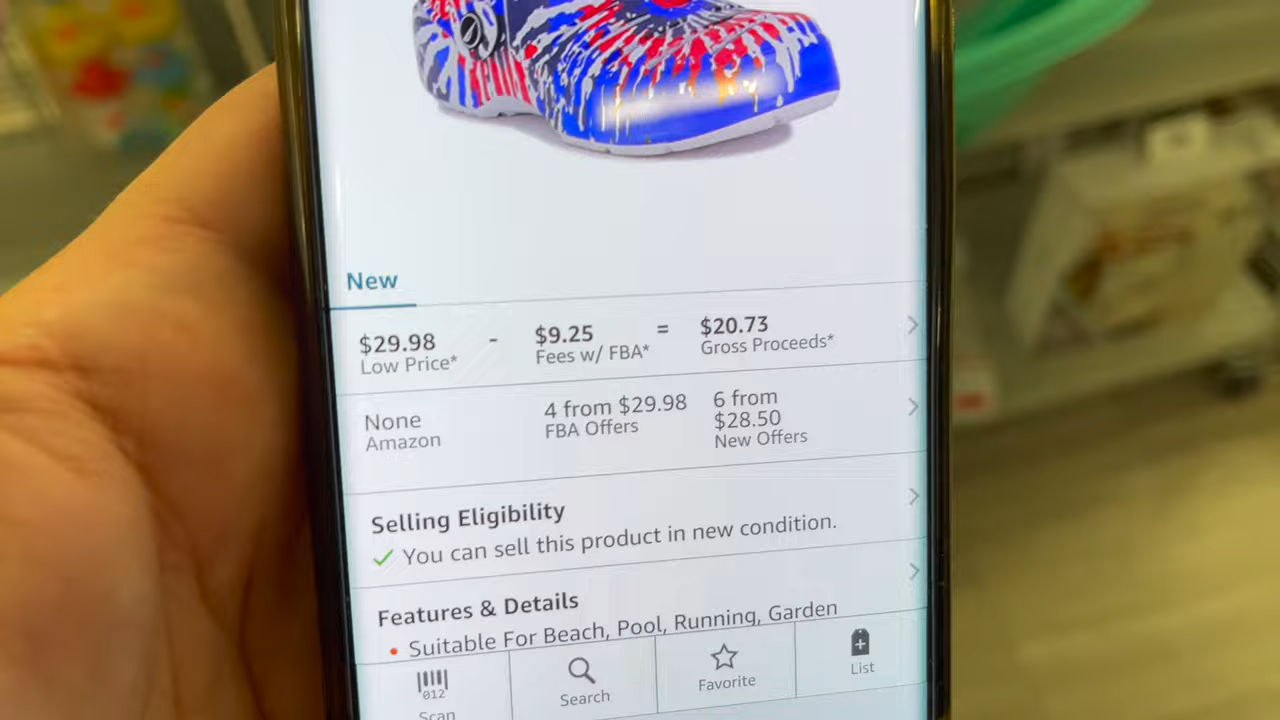 New
$29.98 - $9.25 = $20.73
Low Price* Fees w/ FBA* Gross Proceeds*
None 4 from $29.98 6 from
$28.50
Amazon FBA Offers New Offers
Selling Eligibility
You can sell this product in new condition.
Features & Details
• Suitable For Beach, Pool, Running, Garden
012
Scan Search Favorite List